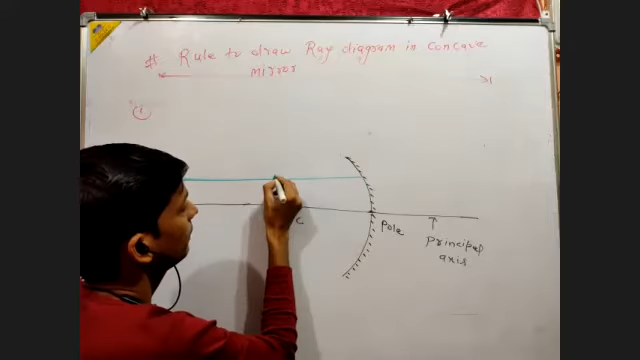 # Rule to draw Ray diagram in Concave
mirror
C
Pole
principal
axis